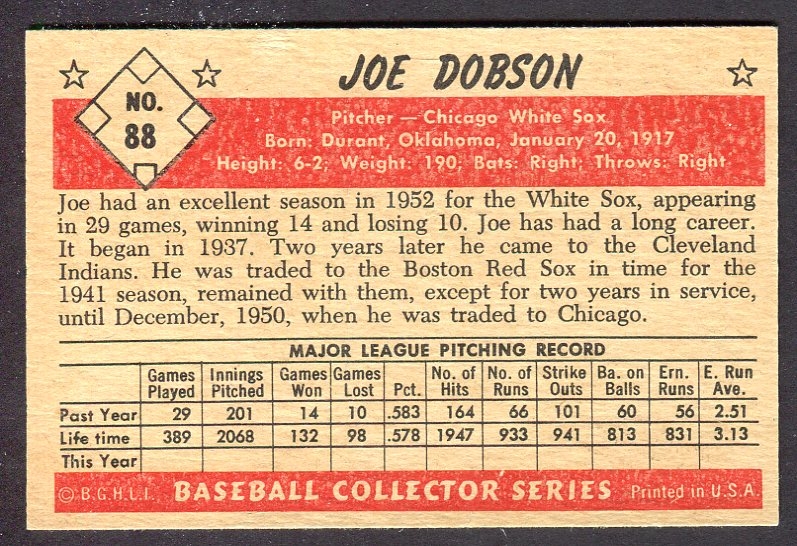 NO.
88
JOE DOBSON
Pitcher — Chicago White Sox
Born: Durant, Oklahoma, January 20, 1917
Height: 6-2; Weight: 190, Bats: Right; Throws: Right
Joe had an excellent season in 1952 for the White Sox, appearing
in 29 games, winning 14 and losing 10. Joe has had a long career.
It began in 1937. Two years later he came to the Cleveland
Indians. He was traded to the Boston Red Sox in time for the
1941 season, remained with them, except for two years in service,
until December, 1950, when he was traded to Chicago.
MAJOR LEAGUE PITCHING RECORD
Games Played Innings Pitched Games Won Games Lost Pct. No. of Hits No. of Runs Strike Outs Ba. on Balls Ern. Runs E. Run Ave.
Past Year 29 201 14 10 .583 164 66 101 60 56 2.51
Life time 389 2068 132 98 .578 1947 933 941 813 831 3.13
This Year
© B.G.H.L.I. BASEBALL COLLECTOR SERIES Printed in U.S.A.